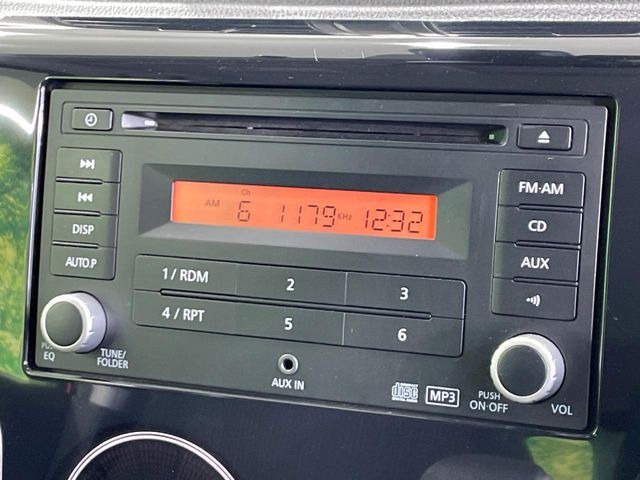 FM·AM
Ch
AM 6 1179 KHz 12:32
DISP
CD
AUTO.P
AUX
1 / RDM 2 3
4 / RPT 5 6
EQ
TUNE/
FOLDER
AUX IN
disc
MP3
PUSH
ON·OFF
VOL